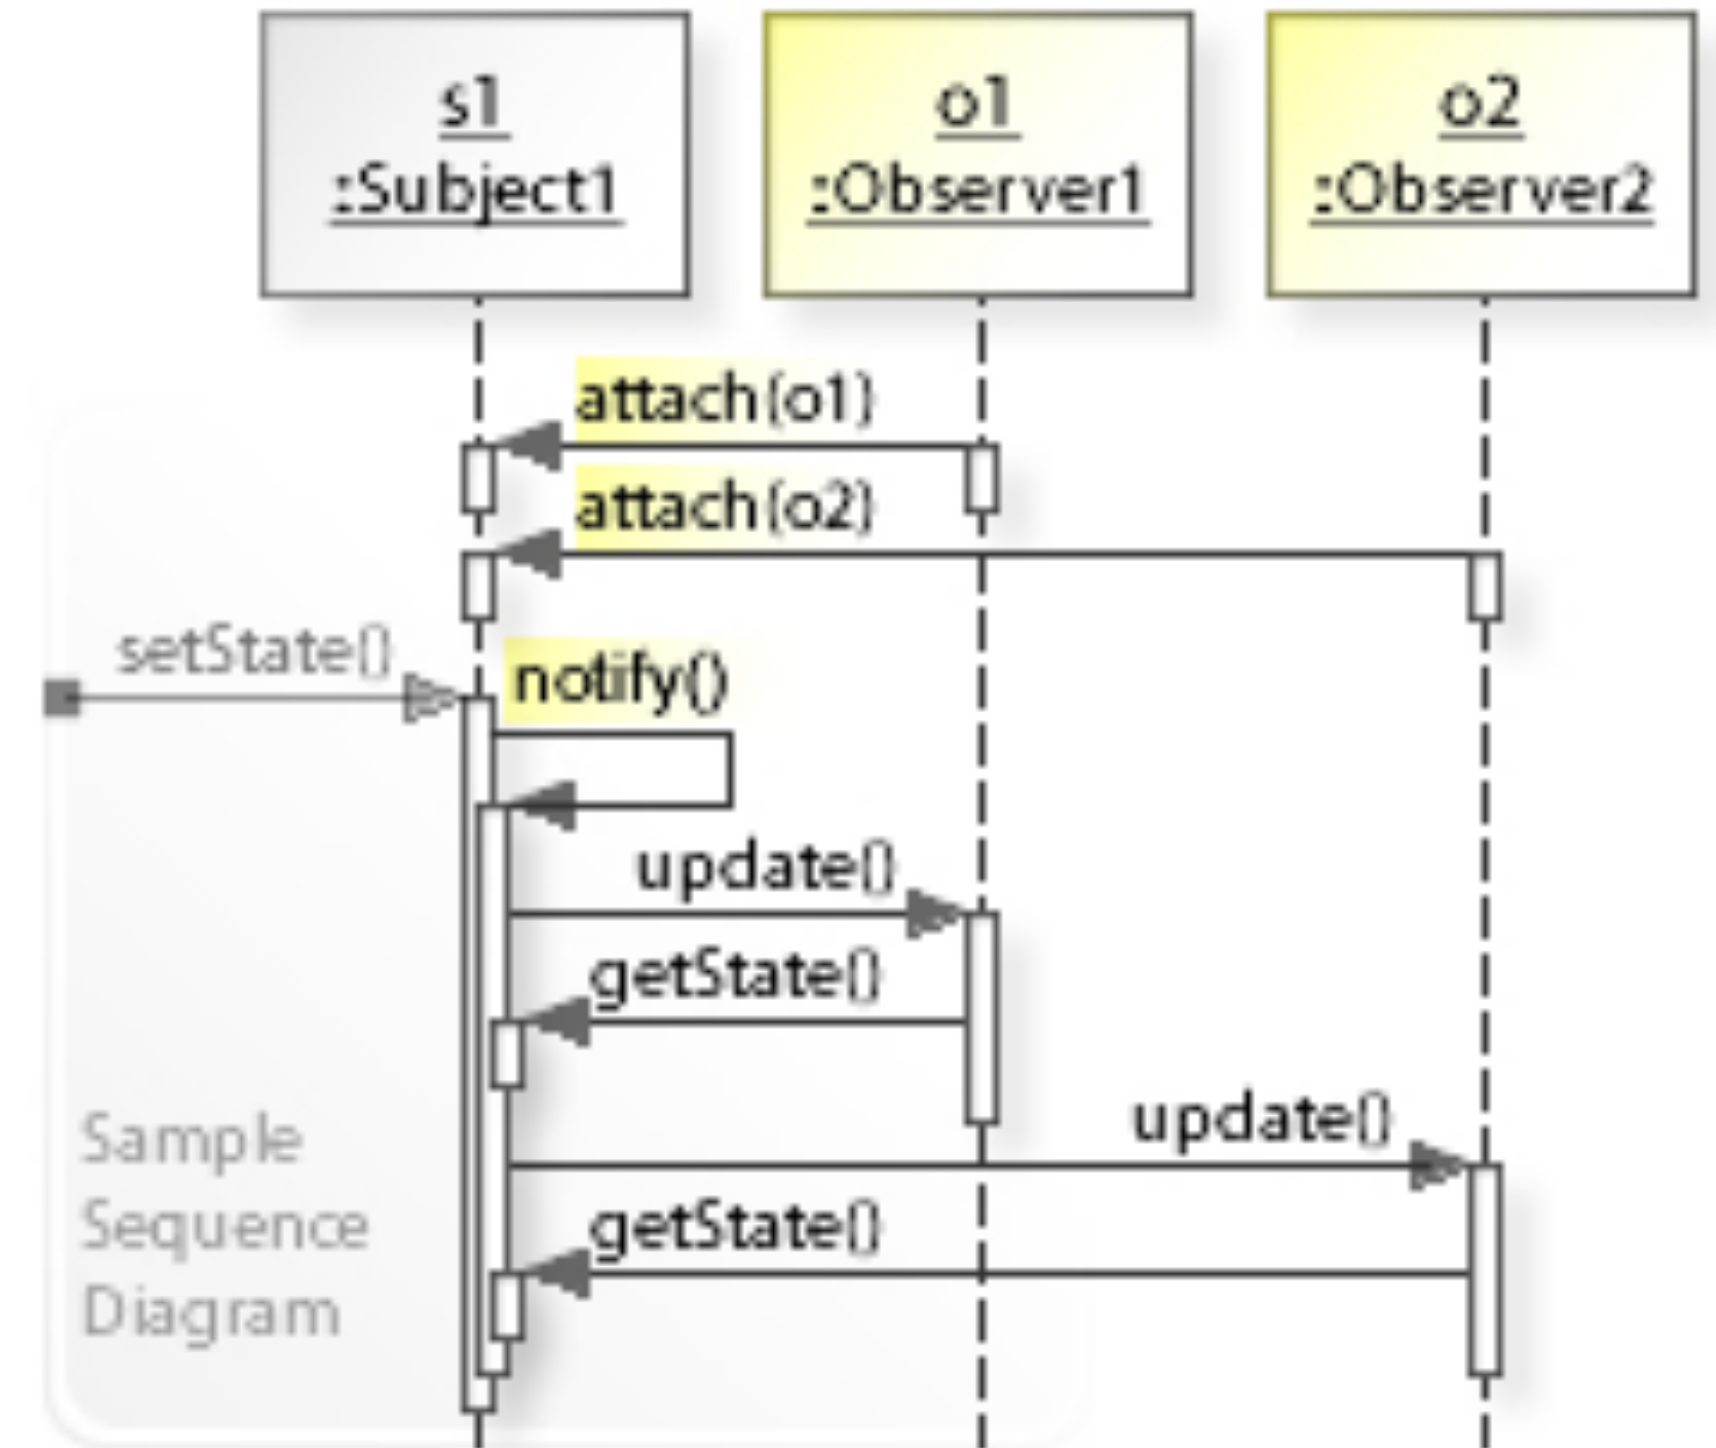 s1
:Subject1
o1
:Observer1
o2
:Observer2
attach(o1)
attach(o2)
setState()
notify()
update()
getState()
update()
getState()
Sample
Sequence
Diagram